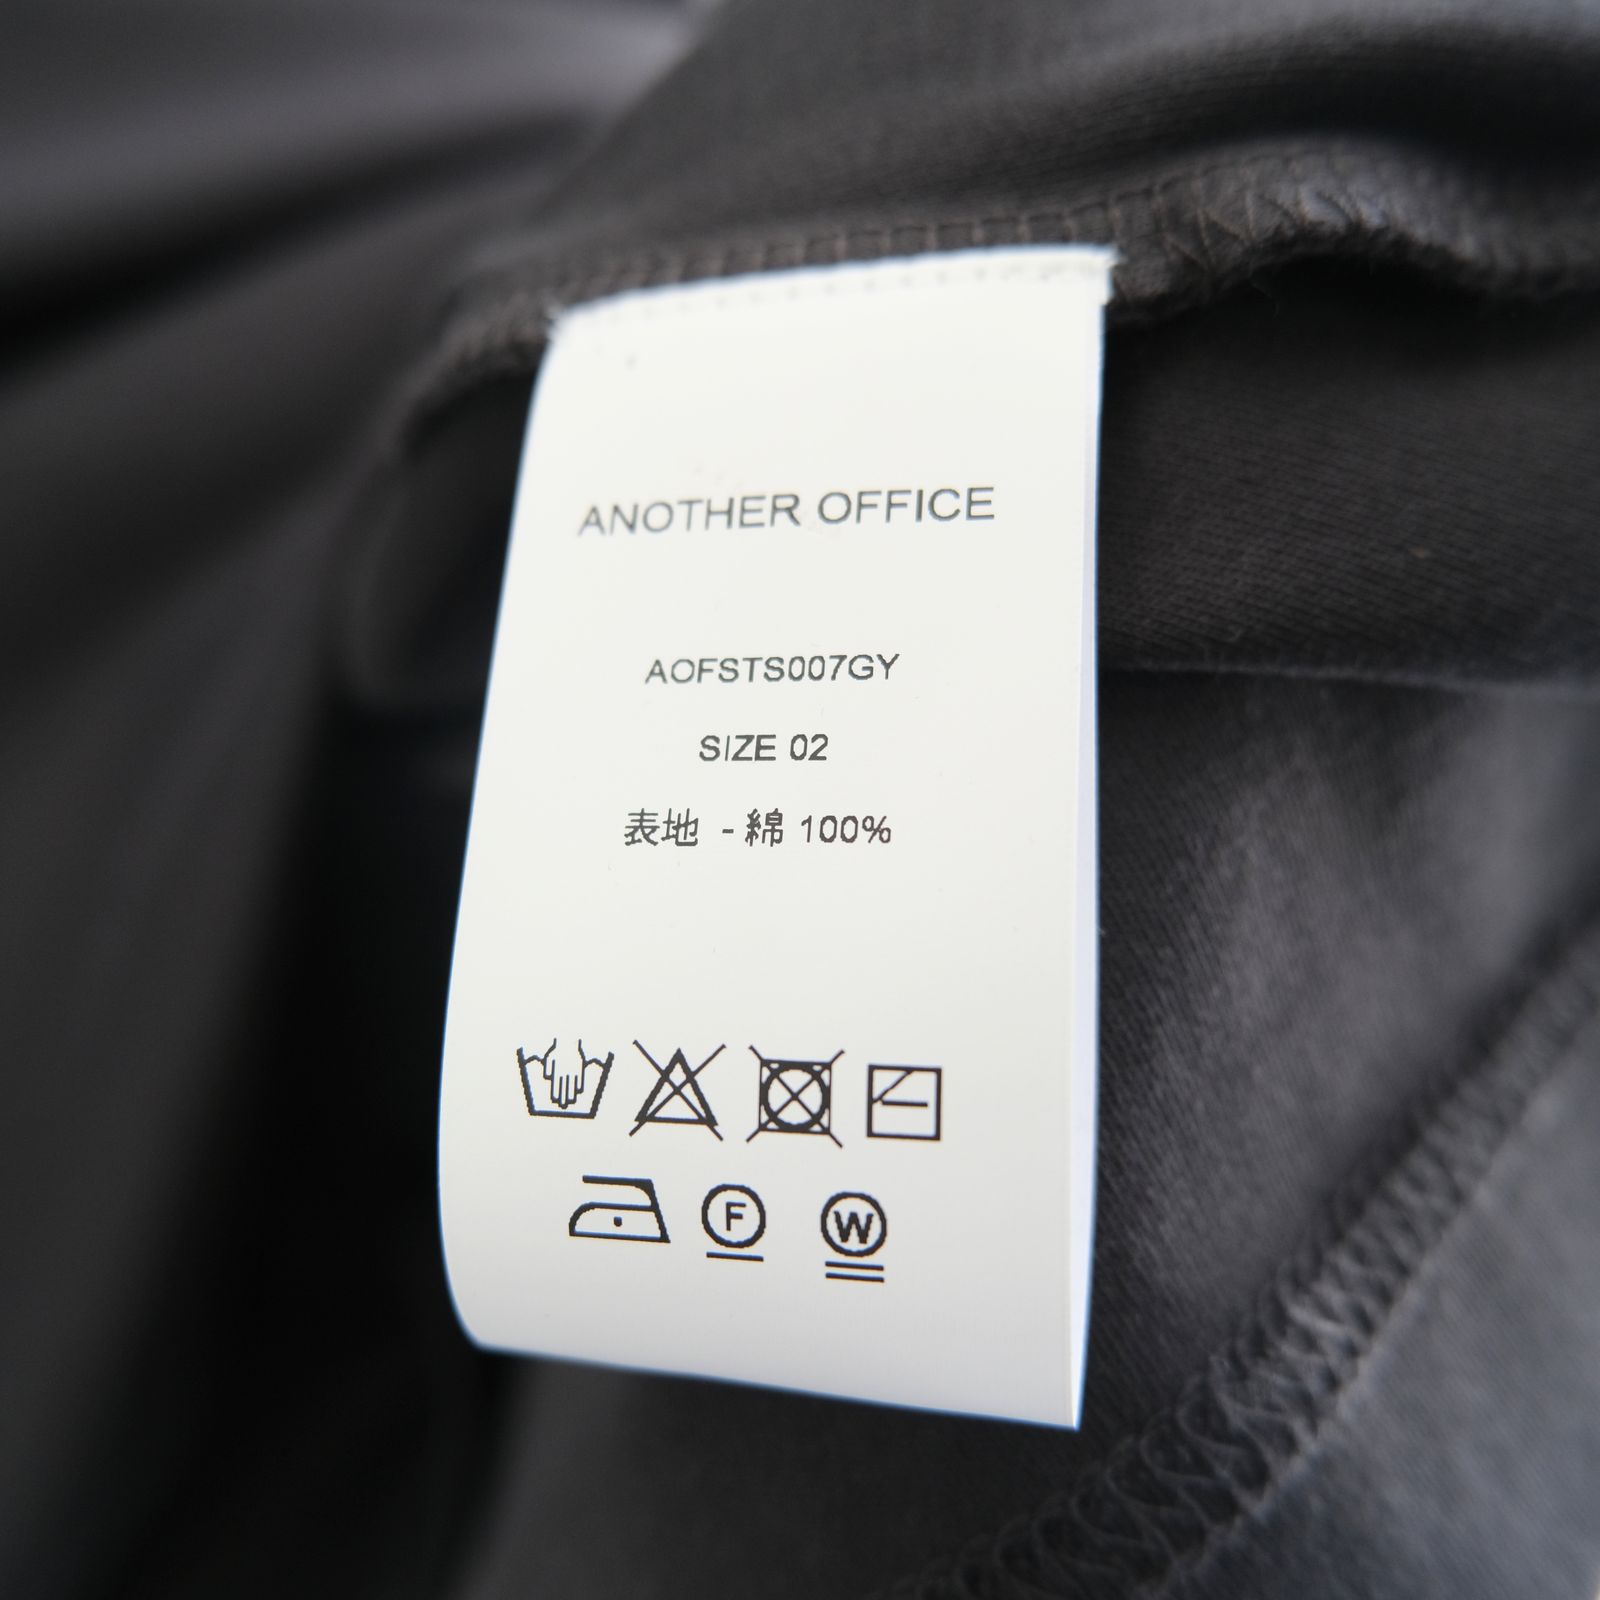 ANOTHER OFFICE
AOFSTS007GY
SIZE 02
表地 - 綿 100%
F W